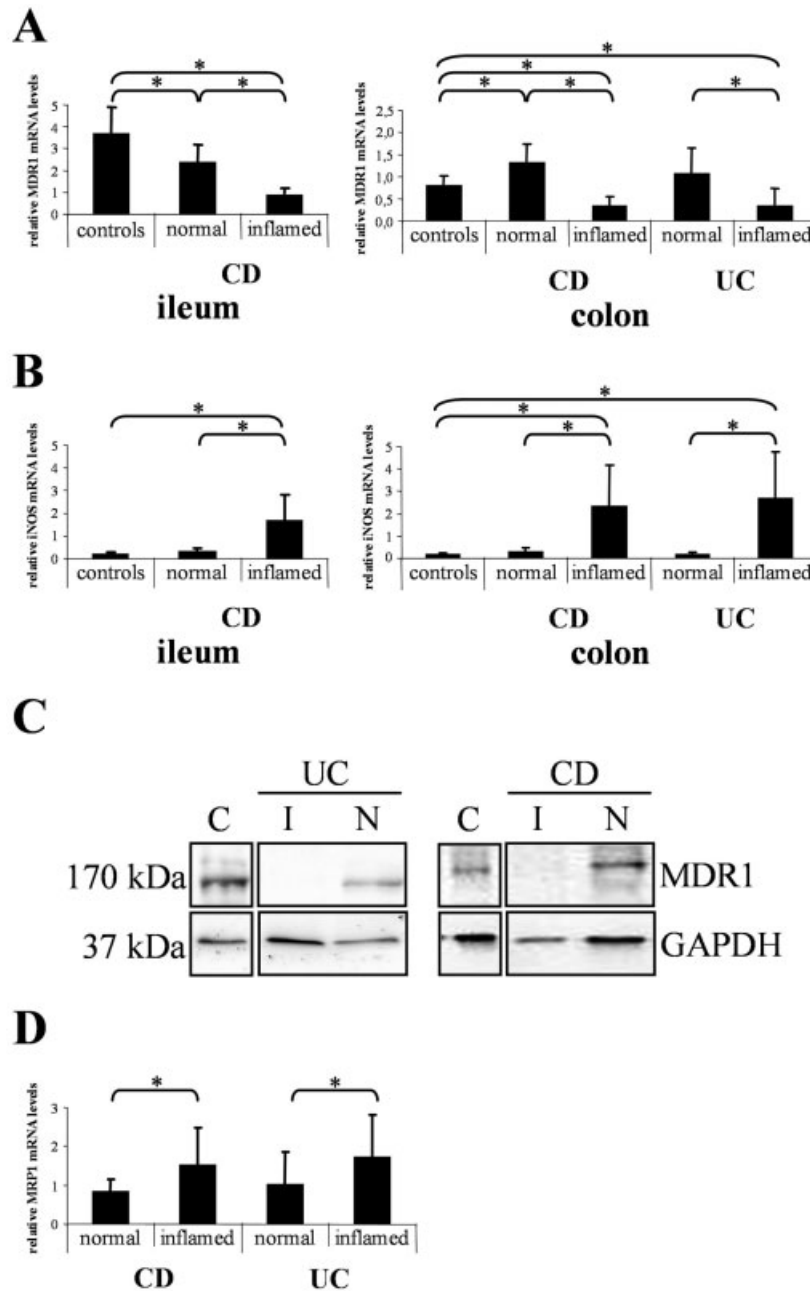 A
*
* *
relative MDR1 mRNA levels
5
4
3
2
1
0
controls normal inflamed
CD
ileum
*
*
* * *
relative MDR1 mRNA levels
2,5
2,0
1,5
1,0
0,5
0,0
controls normal inflamed normal inflamed
CD UC
colon
B
*
*
relative iNOS mRNA levels
5
4
3
2
1
0
controls normal inflamed
CD
ileum
*
*
* *
relative iNOS mRNA levels
5
4
3
2
1
0
controls normal inflamed normal inflamed
CD UC
colon
C
UC CD
C I N C I N
170 kDa MDR1
37 kDa GAPDH
D
* *
relative MRP1 mRNA levels
3
2
1
0
normal inflamed normal inflamed
CD UC